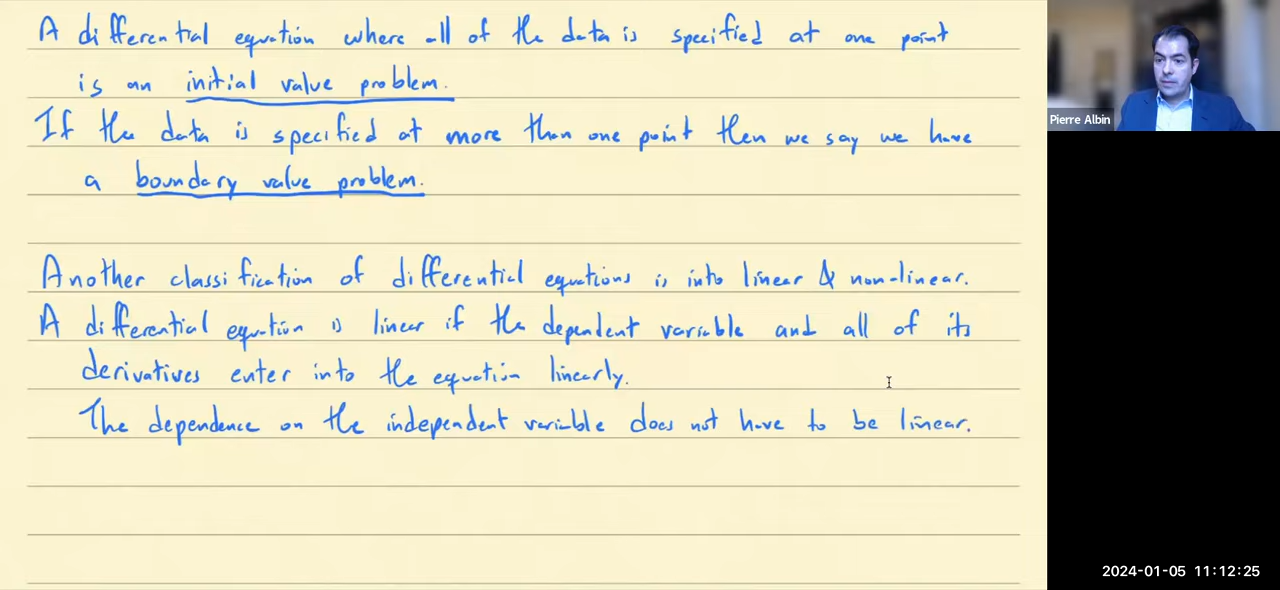 A differential equation where all of the data is specified at one point
is an initial value problem.
If the data is specified at more than one point then we say we have
a boundary value problem.
Another classification of differential equations is into linear & non-linear.
A differential equation is linear if the dependent variable and all of its
derivatives enter into the equation linearly.
The dependence on the independent variable does not have to be linear.
Pierre Albin
2024-01-05 11:12:25